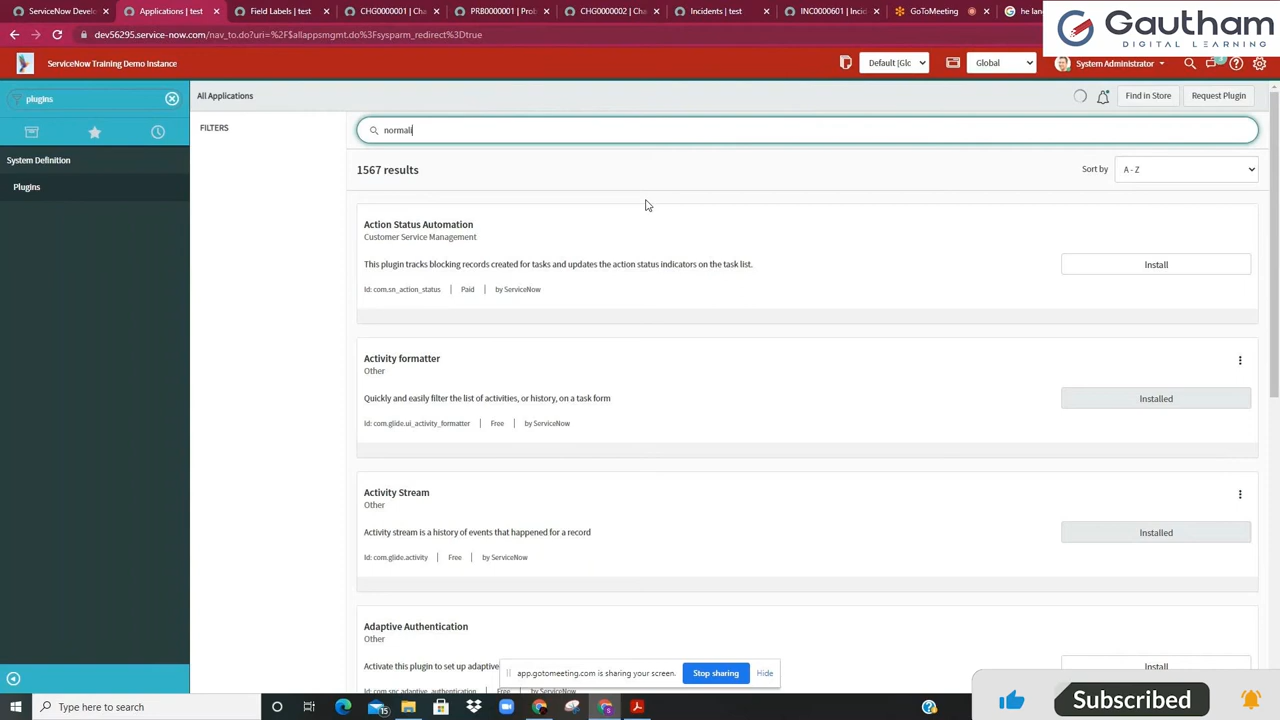 ServiceNow Develo
Applications | test
Field Labels | test
CHG0000001 | Cha
PRB0000001 | Prob
CHG0000002 | Cha
Incidents | test
INC0000601 | Incid
GoToMeeting
he lan
Gautham
DIGITAL LEARNING
dev56295.service-now.com/nav_to.do?uri=%2F$allappsmgmt.do%3Fsysparm_redirect%3Dtrue
ServiceNow Training Demo Instance
Default [Glc
Global
System Administrator
plugins
All Applications
Find in Store
Request Plugin
FILTERS
normali
System Definition
Plugins
1567 results
Sort by
A - Z
Action Status Automation
Customer Service Management
This plugin tracks blocking records created for tasks and updates the action status indicators on the task list.
Install
Id: com.sn_action_status | Paid | by ServiceNow
Activity formatter
Other
Quickly and easily filter the list of activities, or history, on a task form
Installed
Id: com.glide.ui_activity_formatter | Free | by ServiceNow
Activity Stream
Other
Activity stream is a history of events that happened for a record
Installed
Id: com.glide.activity | Free | by ServiceNow
Adaptive Authentication
Other
Activate this plugin to set up adaptive
Install
Id: com.snc.adaptive_authentication | Free | by ServiceNow
app.gotomeeting.com is sharing your screen.
Stop sharing
Hide
Subscribed
Type here to search
15